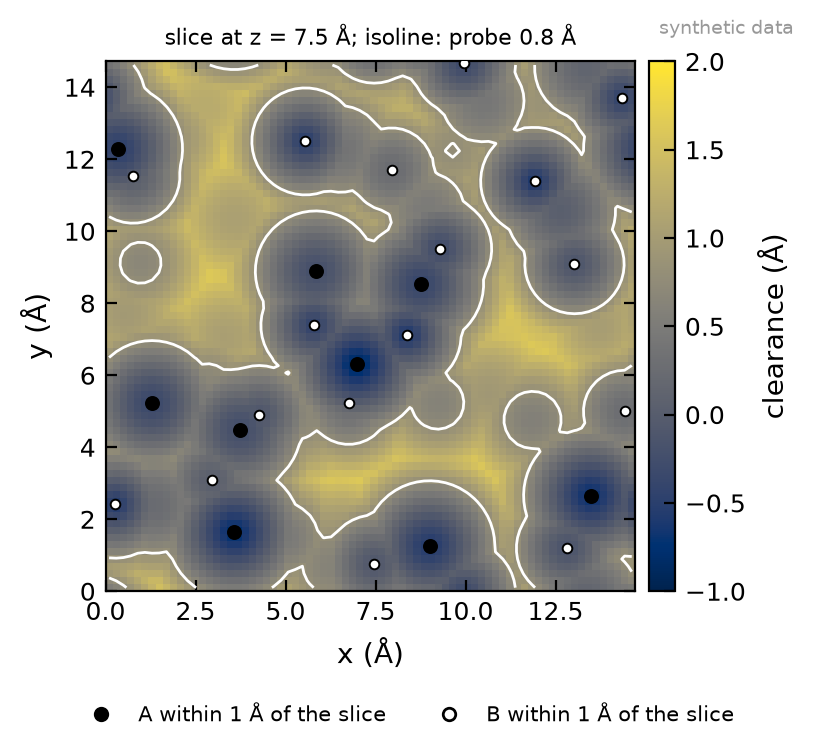 synthetic data
slice at z = 7.5 Å; isoline: probe 0.8 Å
14
12
10
8
6
4
2
0
y (Å)
0.0 2.5 5.0 7.5 10.0 12.5
x (Å)
2.0
1.5
1.0
0.5
0.0
−0.5
−1.0
clearance (Å)
A within 1 Å of the slice
B within 1 Å of the slice